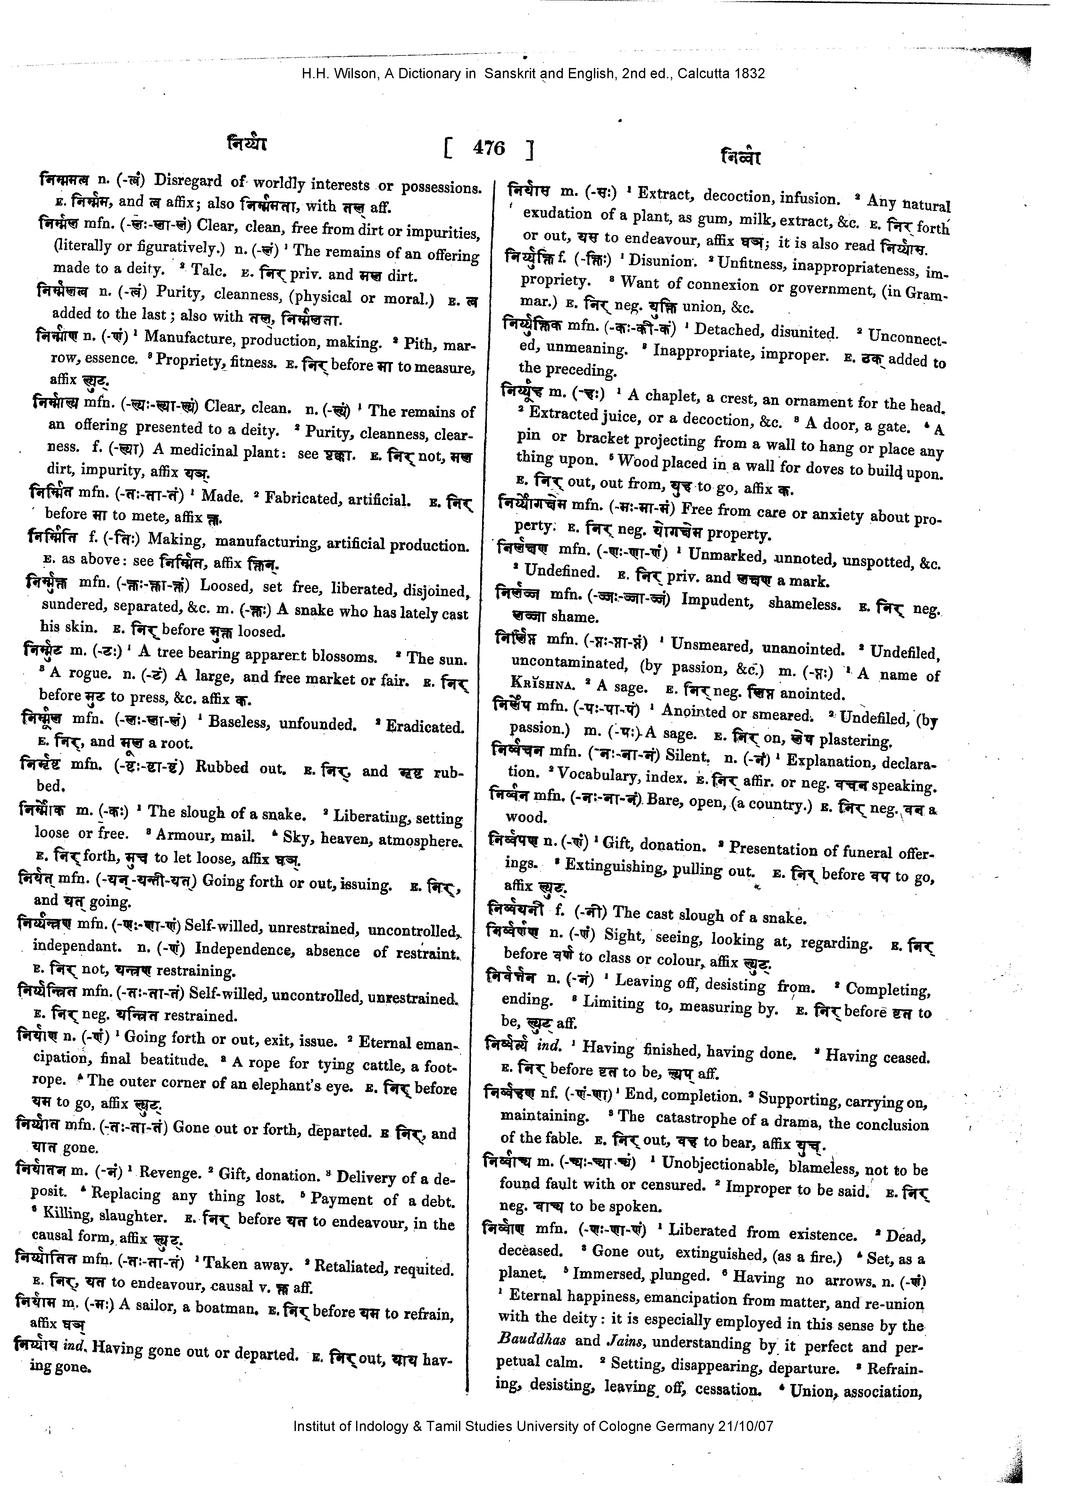 H.H. Wilson, A Dictionary in Sanskrit and English, 2nd ed., Calcutta 1832
निर्य्या
[ 476 ]
निर्व्वा
निर्म्ममत्व n. (-त्वं) Disregard of worldly interests or possessions.
E. निर्म्मम, and त्व affix; also निर्म्ममता, with तल् aff.
निर्म्मल mfn. (-लः-ला-लं) Clear, clean, free from dirt or impurities,
(literally or figuratively.) n. (-लं) ¹ The remains of an offering
made to a deity. ² Talc. E. निर् priv. and मल dirt.
निर्म्मलत्व n. (-त्वं) Purity, cleanness, (physical or moral.) E. त्व
added to the last; also with तल्, निर्म्मलता.
निर्म्माण n. (-णं) ¹ Manufacture, production, making. ² Pith, mar-
row, essence. ³ Propriety, fitness. E. निर् before मा to measure,
affix ल्युट्.
निर्म्माल्य mfn. (-ल्यः-ल्या-ल्यं) Clear, clean. n. (-ल्यं) ¹ The remains of
an offering presented to a deity. ² Purity, cleanness, clear-
ness. f. (-ल्या) A medicinal plant: see पृक्का. E. निर् not, मल
dirt, impurity, affix यञ्.
निर्म्मित mfn. (-तः-ता-तं) ¹ Made. ² Fabricated, artificial. E. निर्
before मा to mete, affix क्त.
निर्म्मिति f. (-तिः) Making, manufacturing, artificial production.
E. as above: see निर्म्मित, affix क्तिन्.
निर्म्मुक्त mfn. (-क्तः-क्ता-क्तं) Loosed, set free, liberated, disjoined,
sundered, separated, &c. m. (-क्तः) A snake who has lately cast
his skin. E. निर् before मुक्त loosed.
निर्म्मुट m. (-टः) ¹ A tree bearing apparent blossoms. ² The sun.
³ A rogue. n. (-टं) A large, and free market or fair. E. निर्
before मुट to press, &c. affix क.
निर्म्मूल mfn. (-लः-ला-लं) ¹ Baseless, unfounded. ² Eradicated.
E. निर्, and मूल a root.
निर्म्मृष्ट mfn. (-ष्टः-ष्टा-ष्टं) Rubbed out. E. निर्, and मृष्ट rub-
bed.
निर्म्मोक m. (-कः) ¹ The slough of a snake. ² Liberating, setting
loose or free. ³ Armour, mail. ⁴ Sky, heaven, atmosphere.
E. निर् forth, मुच to let loose, affix घञ्.
निर्यत् mfn. (-यन्-यन्ती-यत्) Going forth or out, issuing. E. निर्,
and यत् going.
निर्य्यन्त्रण mfn. (-णः-णा-णं) Self-willed, unrestrained, uncontrolled,
independant. n. (-णं) Independence, absence of restraint.
E. निर् not, यन्त्रण restraining.
निर्य्यन्त्रित mfn. (-तः-ता-तं) Self-willed, uncontrolled, unrestrained.
E. निर् neg. यन्त्रित restrained.
निर्याण n. (-णं) ¹ Going forth or out, exit, issue. ² Eternal eman-
cipation, final beatitude. ³ A rope for tying cattle, a foot-
rope. ⁴ The outer corner of an elephant's eye. E. निर् before
यम to go, affix ल्युट्.
निर्य्यात mfn. (-तः-ता-तं) Gone out or forth, departed. E निर्, and
यात gone.
निर्यातन m. (-नं) ¹ Revenge. ² Gift, donation. ³ Delivery of a de-
posit. ⁴ Replacing any thing lost. ⁵ Payment of a debt.
⁶ Killing, slaughter. E. निर् before यत to endeavour, in the
causal form, affix ल्युट्.
निर्य्यातित mfn. (-तः-ता-तं) ¹ Taken away. ² Retaliated, requited.
E. निर्, यत to endeavour, causal v. क्त aff.
निर्याम m. (-मः) A sailor, a boatman. E. निर् before यम to refrain,
affix घञ्
निर्य्याय ind. Having gone out or departed. E. निर् out, याय hav-
ing gone.
निर्यास m. (-सः) ¹ Extract, decoction, infusion. ² Any natural
exudation of a plant, as gum, milk, extract, &c. E. निर् forth
or out, यस to endeavour, affix घञ्; it is also read निर्य्यास.
निर्य्युक्ति f. (-क्तिः) ¹ Disunion. ² Unfitness, inappropriateness, im-
propriety. ³ Want of connexion or government, (in Gram-
mar.) E. निर् neg. युक्ति union, &c.
निर्य्युक्तिक mfn. (-कः-की-कं) ¹ Detached, disunited. ² Unconnect-
ed, unmeaning. ³ Inappropriate, improper. E. ठक् added to
the preceding.
निर्य्यूह m. (-हः) ¹ A chaplet, a crest, an ornament for the head.
² Extracted juice, or a decoction, &c. ³ A door, a gate. ⁴ A
pin or bracket projecting from a wall to hang or place any
thing upon. ⁵ Wood placed in a wall for doves to build upon.
E. निर् out, out from, युह to go, affix क.
निर्य्योगक्षेम mfn. (-मः-मा-मं) Free from care or anxiety about pro-
perty. E. निर् neg. योगक्षेम property.
निर्लक्षण mfn. (-णः-णा-णं) ¹ Unmarked, unnoted, unspotted, &c.
² Undefined. E. निर् priv. and लक्षण a mark.
निर्लज्ज mfn. (-ज्जः-ज्जा-ज्जं) Impudent, shameless. E. निर् neg.
लज्जा shame.
निर्लिप्त mfn. (-प्तः-प्ता-प्तं) ¹ Unsmeared, unanointed. ² Undefiled,
uncontaminated, (by passion, &c.) m. (-प्तः) ¹ A name of
KRISHNA. ² A sage. E. निर् neg. लिप्त anointed.
निर्लेप mfn. (-पः-पा-पं) ¹ Anointed or smeared. ² Undefiled, (by
passion.) m. (-पः) A sage. E. निर् on, लेप plastering.
निर्व्वचन mfn. (-नः-ना-नं) Silent. n. (-नं) ¹ Explanation, declara-
tion. ² Vocabulary, index. E. निर् affir. or neg. वचन speaking.
निर्व्वन mfn. (-नः-ना-नं) Bare, open, (a country.) E. निर् neg. वन a
wood.
निर्व्वपण n. (-णं) ¹ Gift, donation. ² Presentation of funeral offer-
ings. ³ Extinguishing, pulling out. E. निर् before वप to go,
affix ल्युट्.
निर्व्वयनी f. (-नी) The cast slough of a snake.
निर्व्वर्णण n. (-णं) Sight, seeing, looking at, regarding. E. निर्
before वर्ण to class or colour, affix ल्युट्.
निर्वर्त्तन n. (-नं) ¹ Leaving off, desisting from. ² Completing,
ending. ³ Limiting to, measuring by. E. निर् before वृत to
be, ल्युट् aff.
निर्व्वर्त्य ind. ¹ Having finished, having done. ² Having ceased.
E. निर् before वृत to be, ल्यप् aff.
निर्व्वहण nf. (-णं-णा) ¹ End, completion. ² Supporting, carrying on,
maintaining. ³ The catastrophe of a drama, the conclusion
of the fable. E. निर् out, वह to bear, affix युच्.
निर्व्वाच्य m. (-च्यः-च्या-च्यं) ¹ Unobjectionable, blameless, not to be
found fault with or censured. ² Improper to be said. E. निर्
neg. वाच्य to be spoken.
निर्व्वाण mfn. (-णः-णा-णं) ¹ Liberated from existence. ² Dead,
deceased. ³ Gone out, extinguished, (as a fire.) ⁴ Set, as a
planet. ⁵ Immersed, plunged. ⁶ Having no arrows. n. (-णं)
¹ Eternal happiness, emancipation from matter, and re-union
with the deity: it is especially employed in this sense by the
Bauddhas and Jains, understanding by it perfect and per-
petual calm. ² Setting, disappearing, departure. ³ Refrain-
ing, desisting, leaving off, cessation. ⁴ Union, association,
Institut of Indology & Tamil Studies University of Cologne Germany 21/10/07